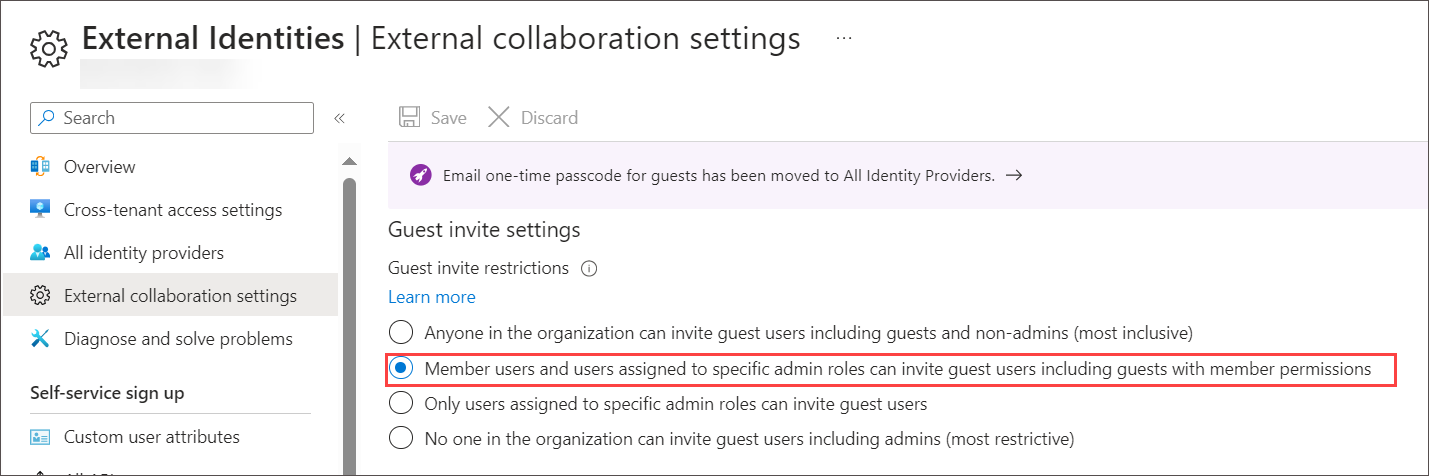 External Identities | External collaboration settings ...
Search «
Save Discard
Overview
Cross-tenant access settings
All identity providers
External collaboration settings
Diagnose and solve problems
Self-service sign up
Custom user attributes
Email one-time passcode for guests has been moved to All Identity Providers. →
Guest invite settings
Guest invite restrictions
Learn more
Anyone in the organization can invite guest users including guests and non-admins (most inclusive)
Member users and users assigned to specific admin roles can invite guest users including guests with member permissions
Only users assigned to specific admin roles can invite guest users
No one in the organization can invite guest users including admins (most restrictive)